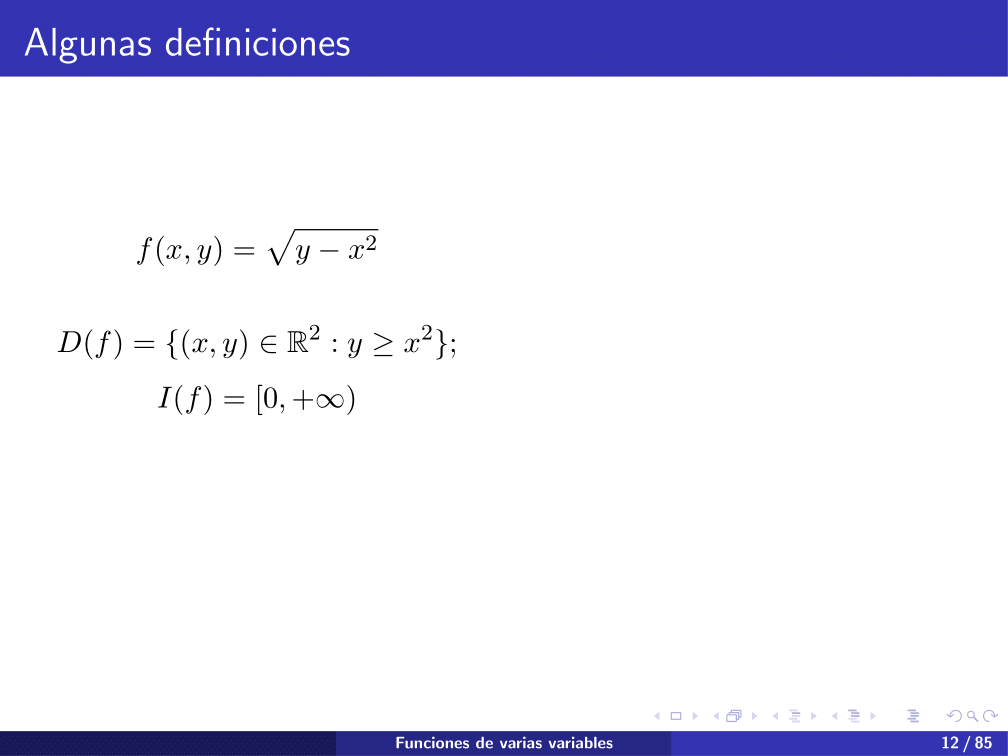 Algunas definiciones
f(x, y) = √(y − x²)
D(f) = {(x, y) ∈ ℝ² : y ≥ x²};
I(f) = [0, +∞)
Funciones de varias variables
12 / 85